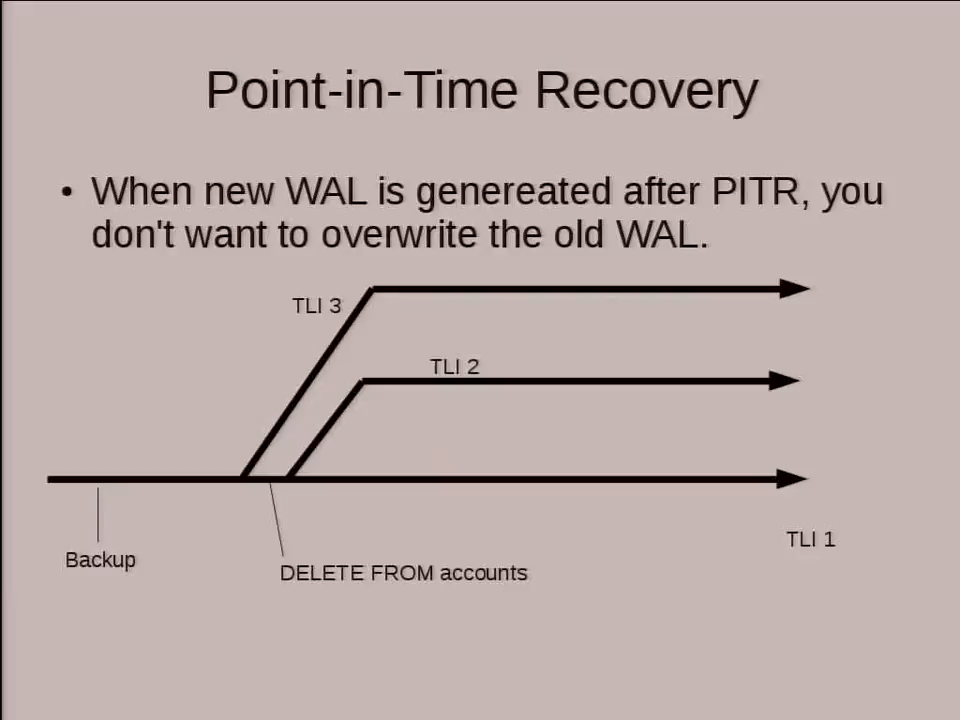 Point-in-Time Recovery
• When new WAL is genereated after PITR, you
don't want to overwrite the old WAL.
TLI 3
TLI 2
TLI 1
Backup
DELETE FROM accounts